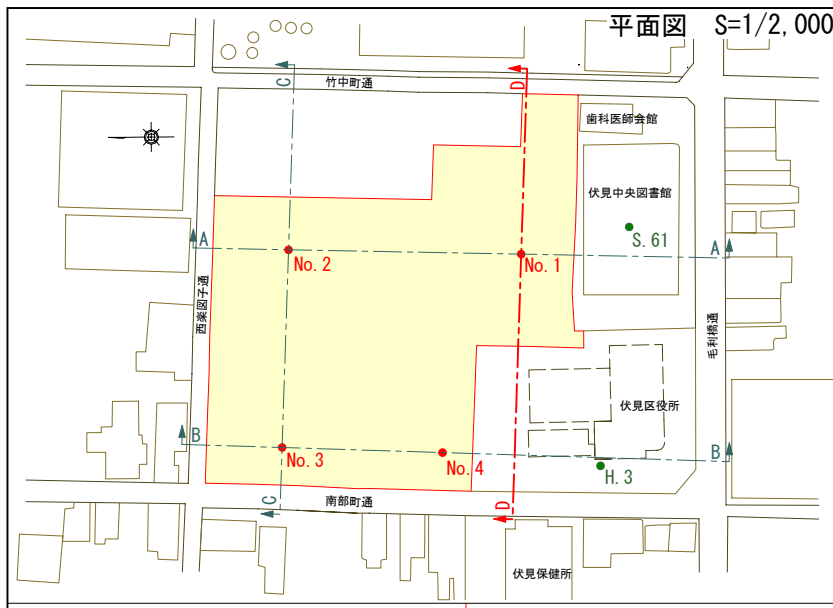 平面図 S=1/2,000
C
D
竹中町通
歯科医師会館
伏見中央図書館
S.61
A
A
No.2
No.1
西楽図子通
毛利橋通
伏見区役所
B
B
No.3
No.4
H.3
C
D
南部町通
伏見保健所